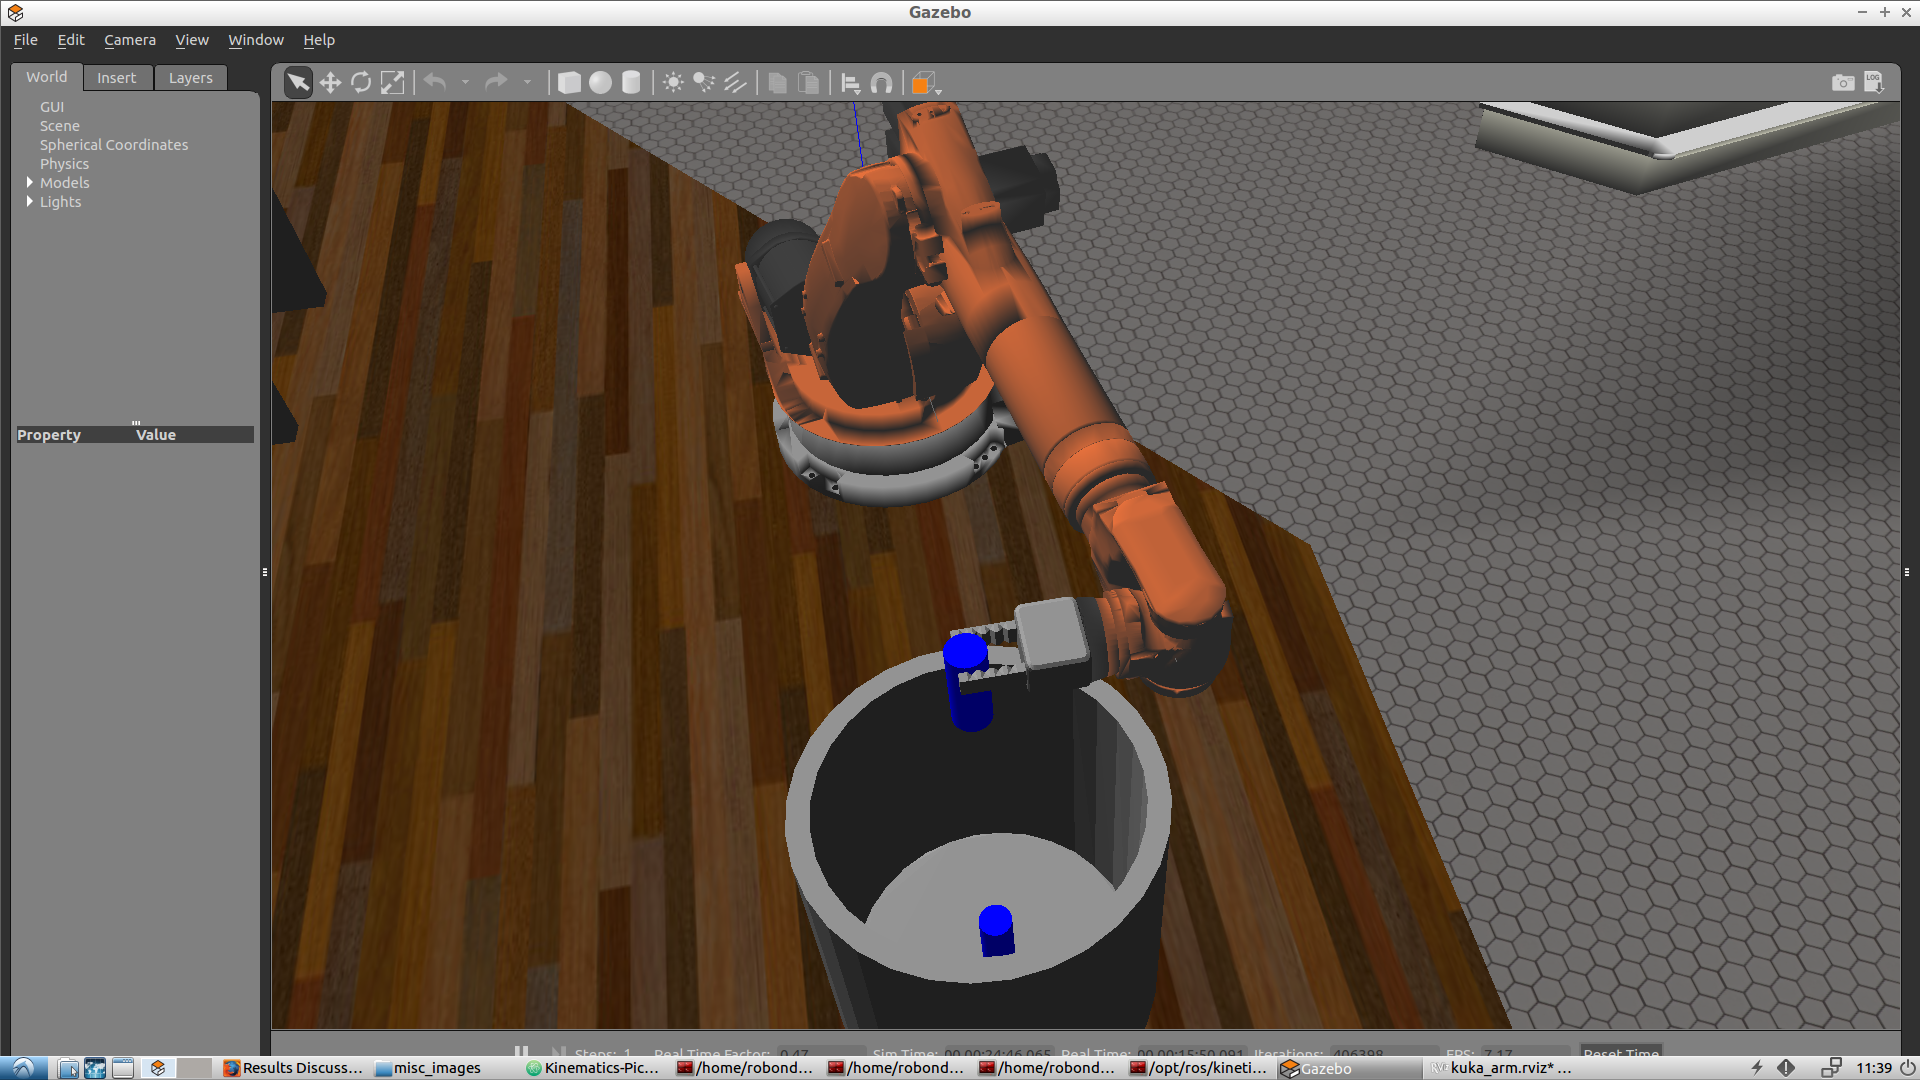 Gazebo
File Edit Camera View Window Help
World Insert Layers
LOG
GUI
Scene
Spherical Coordinates
Physics
Models
Lights
Property Value
Steps: 1 Real Time Factor: 0.47 Sim Time: 00 00:24:46.065 Real Time: 00 00:15:50.091 Iterations: 406398 FPS: 7.17 Reset Time
Results Discuss... misc_images Kinematics-Pic... /home/robond... /home/robond... /home/robond... /opt/ros/kineti... Gazebo kuka_arm.rviz* ... 11:39